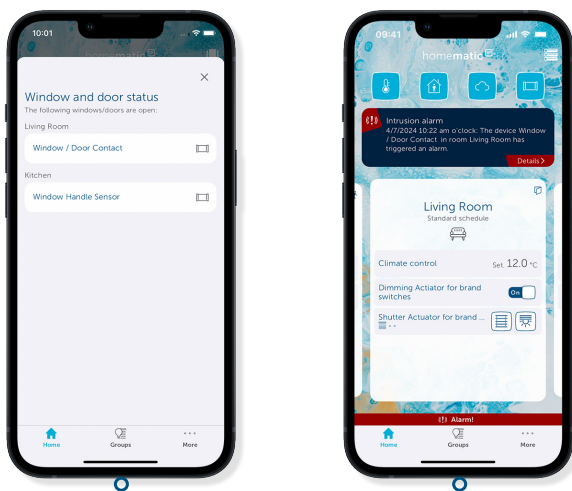 10:01
homematic IP
Window and door status
The following windows/doors are open:
Living Room
Window / Door Contact
Kitchen
Window Handle Sensor
Home
Groups
More
09:41
homematic IP
Intrusion alarm
4/7/2024 10:22 am o'clock: The device Window
/ Door Contact in room Living Room has
triggered an alarm.
Details
Living Room
Standard schedule
Climate control
Set. 12.0 °C
Dimming Actiator for brand
switches
On
Shutter Actuator for brand ...
- -
Alarm!
Home
Groups
More